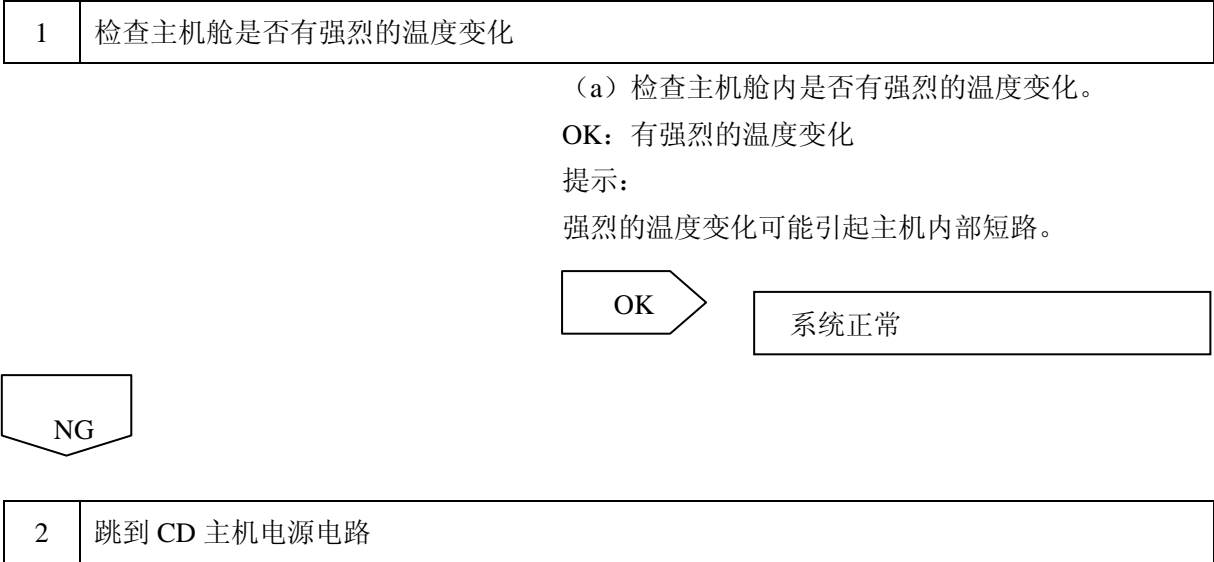 1 检查主机舱是否有强烈的温度变化
（a）检查主机舱内是否有强烈的温度变化。
OK：有强烈的温度变化
提示：
强烈的温度变化可能引起主机内部短路。
OK
系统正常
NG
2 跳到 CD 主机电源电路